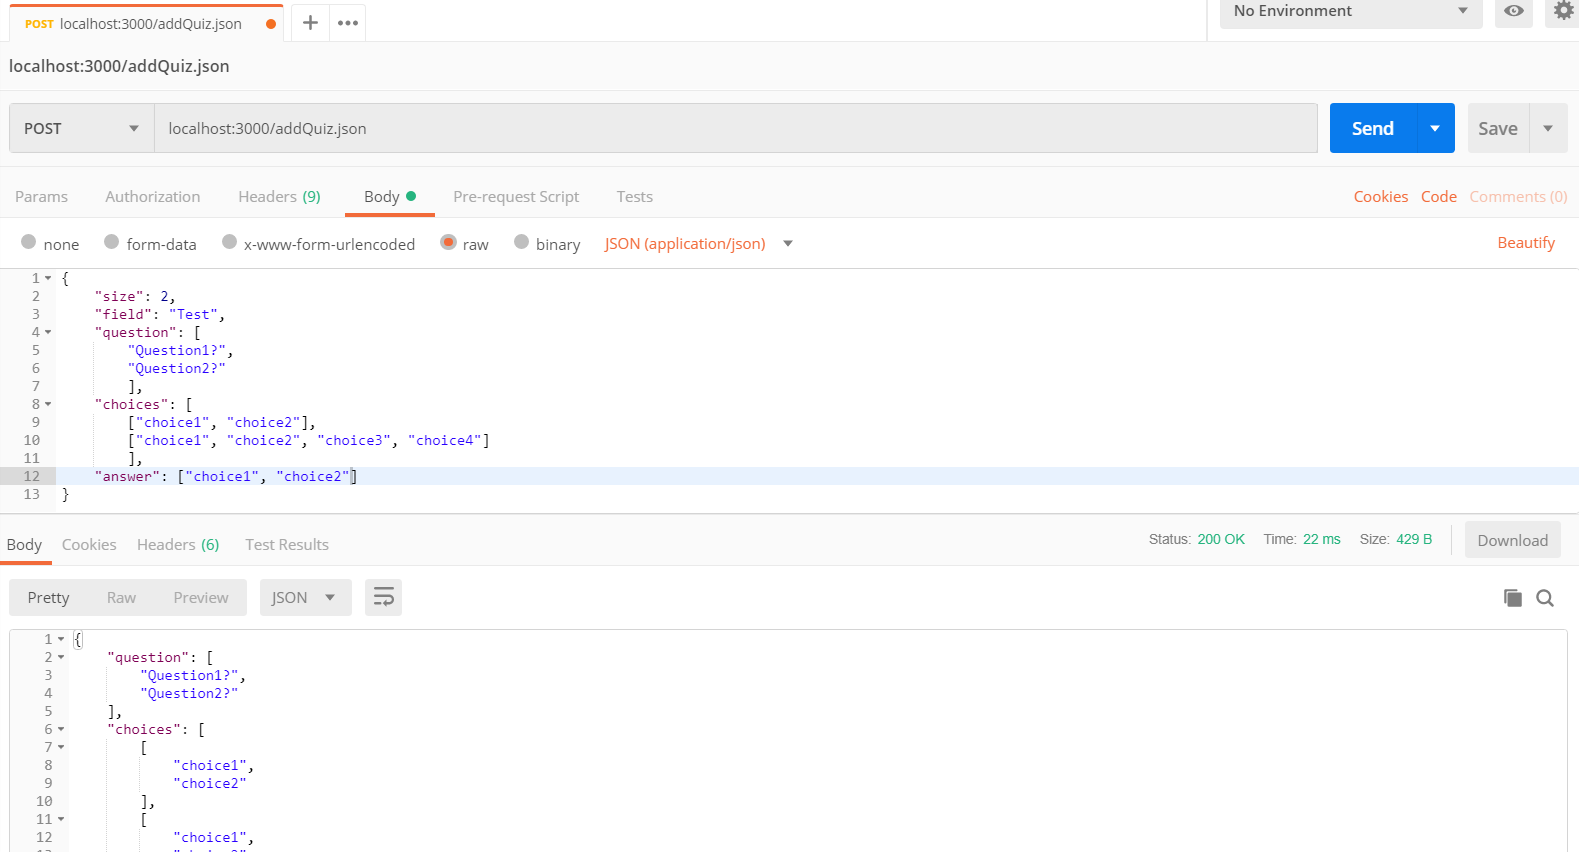 POST localhost:3000/addQuiz.json
No Environment
localhost:3000/addQuiz.json
POST localhost:3000/addQuiz.json Send Save
Params Authorization Headers (9) Body Pre-request Script Tests Cookies Code Comments (0)
none form-data x-www-form-urlencoded raw binary JSON (application/json) Beautify
1 {
2 "size": 2,
3 "field": "Test",
4 "question": [
5 "Question1?",
6 "Question2?"
7 ],
8 "choices": [
9 ["choice1", "choice2"],
10 ["choice1", "choice2", "choice3", "choice4"]
11 ],
12 "answer": ["choice1", "choice2"]
13 }
Body Cookies Headers (6) Test Results Status: 200 OK Time: 22 ms Size: 429 B Download
Pretty Raw Preview JSON
1 {
2 "question": [
3 "Question1?",
4 "Question2?"
5 ],
6 "choices": [
7 [
8 "choice1",
9 "choice2"
10 ],
11 [
12 "choice1",